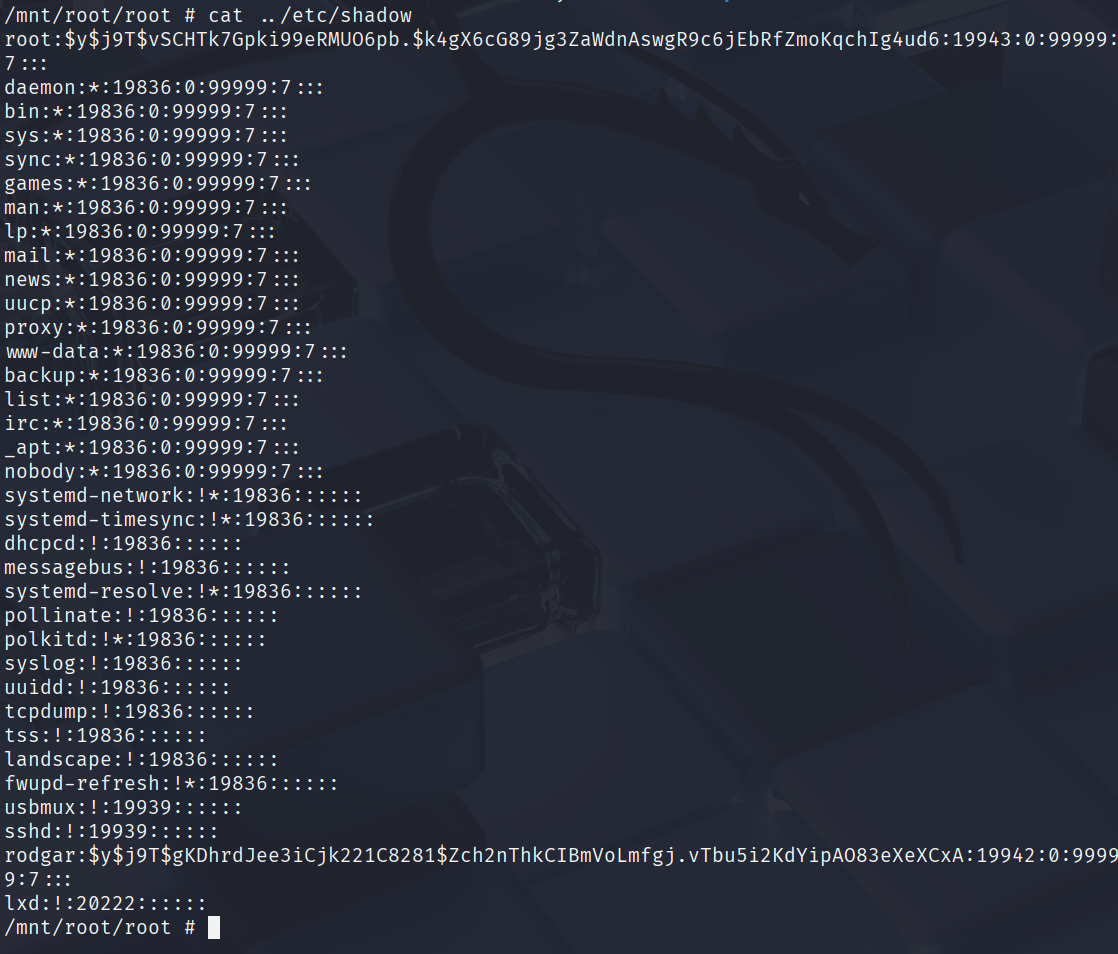 /mnt/root/root # cat ../etc/shadow
root:$y$j9T$vSCHTk7Gpki99eRMUO6pb.$k4gX6cG89jg3ZaWdnAswgR9c6jEbRfZmoKqchIg4ud6:19943:0:99999:
7:::
daemon:*:19836:0:99999:7:::
bin:*:19836:0:99999:7:::
sys:*:19836:0:99999:7:::
sync:*:19836:0:99999:7:::
games:*:19836:0:99999:7:::
man:*:19836:0:99999:7:::
lp:*:19836:0:99999:7:::
mail:*:19836:0:99999:7:::
news:*:19836:0:99999:7:::
uucp:*:19836:0:99999:7:::
proxy:*:19836:0:99999:7:::
www-data:*:19836:0:99999:7:::
backup:*:19836:0:99999:7:::
list:*:19836:0:99999:7:::
irc:*:19836:0:99999:7:::
_apt:*:19836:0:99999:7:::
nobody:*:19836:0:99999:7:::
systemd-network:!*:19836::::::
systemd-timesync:!*:19836::::::
dhcpcd:!:19836::::::
messagebus:!:19836::::::
systemd-resolve:!*:19836::::::
pollinate:!:19836::::::
polkitd:!*:19836::::::
syslog:!:19836::::::
uuidd:!:19836::::::
tcpdump:!:19836::::::
tss:!:19836::::::
landscape:!:19836::::::
fwupd-refresh:!*:19836::::::
usbmux:!:19939::::::
sshd:!:19939::::::
rodgar:$y$j9T$gKDhrdJee3iCjk221C8281$Zch2nThkCIBmVoLmfgj.vTbu5i2KdYipAO83eXeXCxA:19942:0:9999
9:7:::
lxd:!:20222::::::
/mnt/root/root #